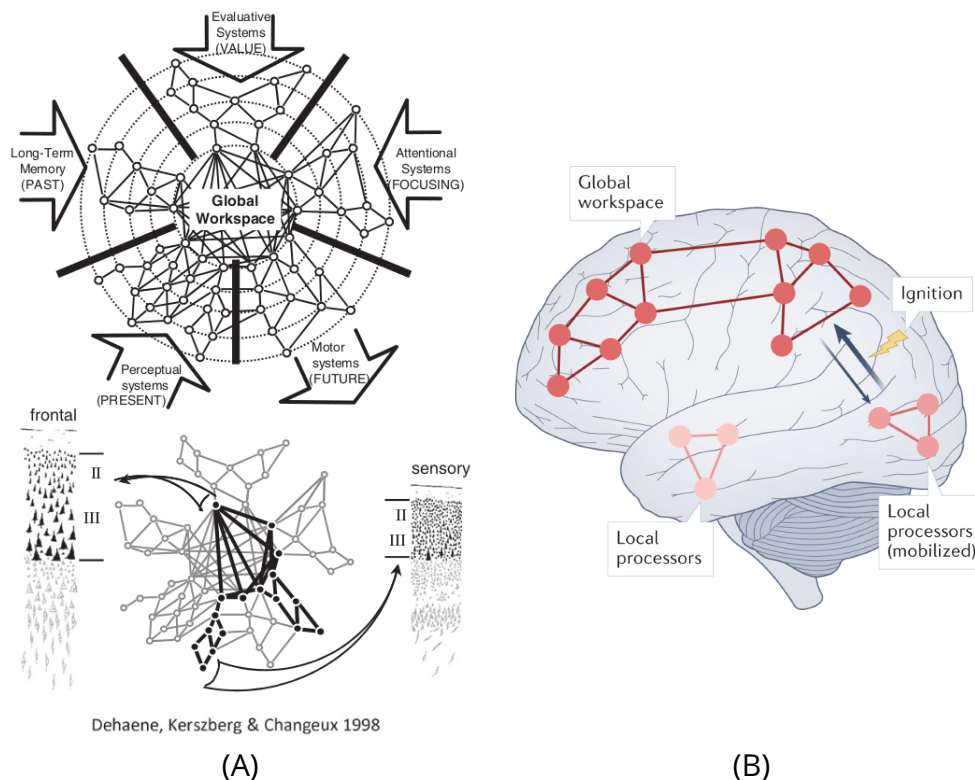 Evaluative
Systems
(VALUE)
Long-Term
Memory
(PAST)
Attentional
Systems
(FOCUSING)
Global
Workspace
Perceptual
systems
(PRESENT)
Motor
systems
(FUTURE)
frontal
II
III
sensory
II
III
Dehaene, Kerszberg & Changeux 1998
(A)
Global
workspace
Ignition
Local
processors
Local
processors
(mobilized)
(B)